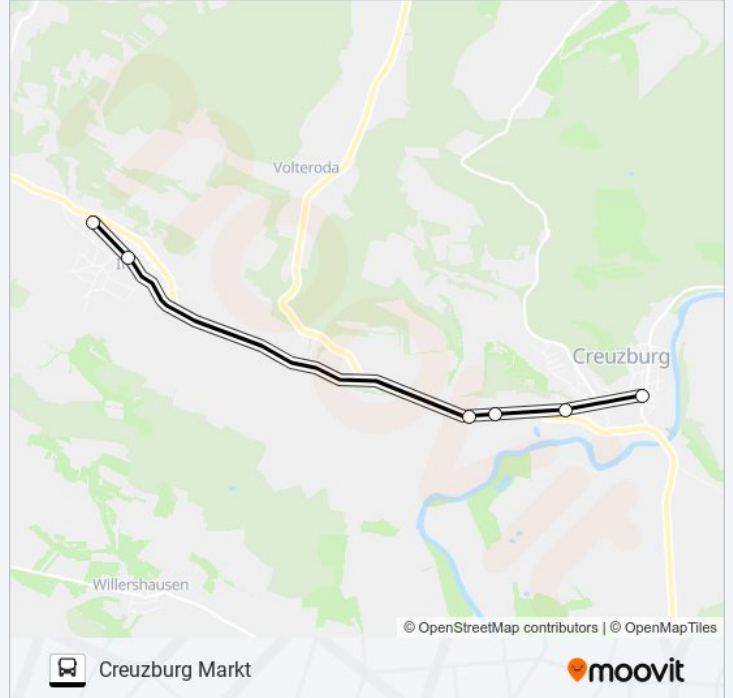 Volteroda
Creuzburg
Willershausen
© OpenStreetMap contributors | © OpenMapTiles
Creuzburg Markt
moovit